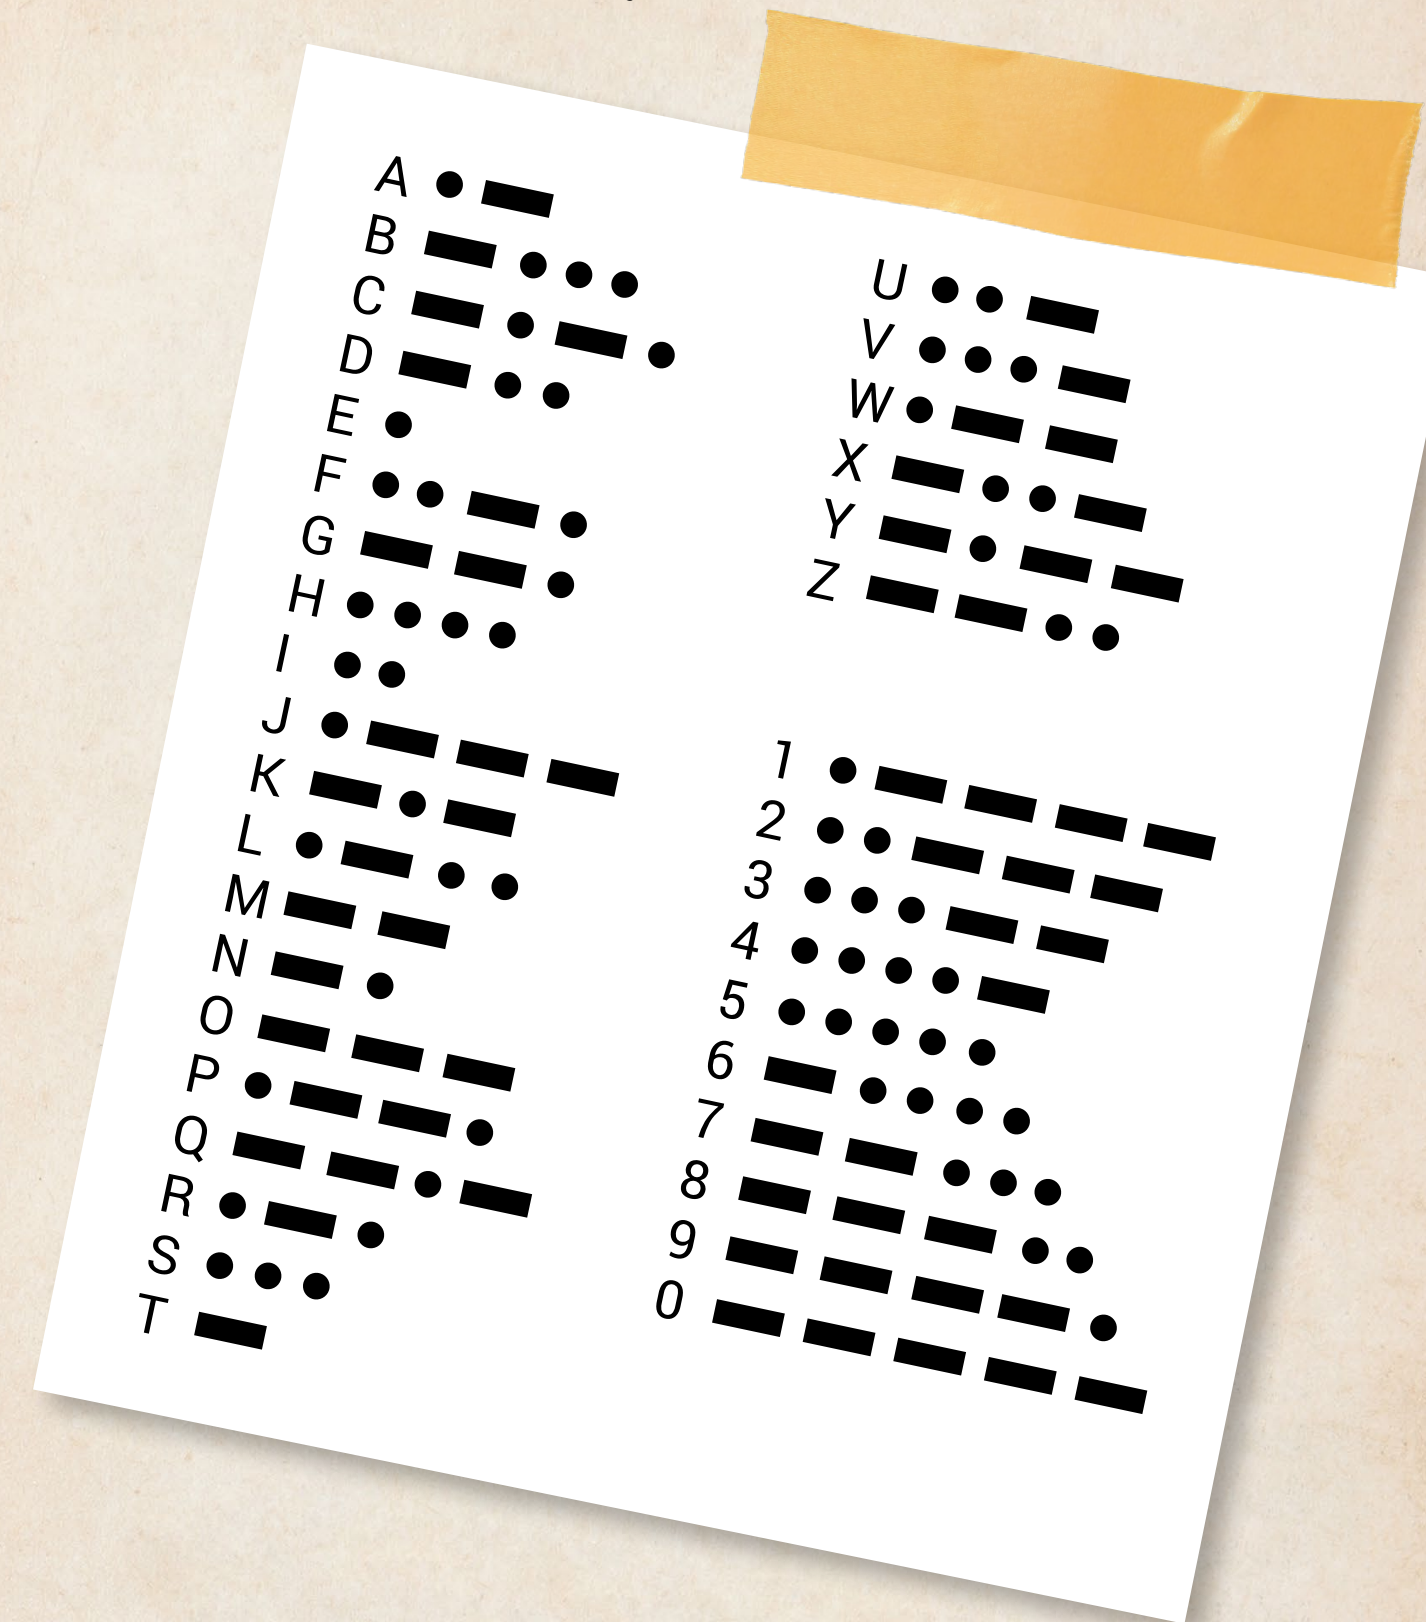 A ● ▬
B ▬ ● ● ●
C ▬ ● ▬ ●
D ▬ ● ●
E ●
F ● ● ▬ ●
G ▬ ▬ ●
H ● ● ● ●
I ● ●
J ● ▬ ▬ ▬
K ▬ ● ▬
L ● ▬ ● ●
M ▬ ▬
N ▬ ●
O ▬ ▬ ▬
P ● ▬ ▬ ●
Q ▬ ▬ ● ▬
R ● ▬ ●
S ● ● ●
T ▬
U ● ● ▬
V ● ● ● ▬
W ● ▬ ▬
X ▬ ● ● ▬
Y ▬ ● ▬ ▬
Z ▬ ▬ ● ●
1 ● ▬ ▬ ▬ ▬
2 ● ● ▬ ▬ ▬
3 ● ● ● ▬ ▬
4 ● ● ● ● ▬
5 ● ● ● ● ●
6 ▬ ● ● ● ●
7 ▬ ▬ ● ● ●
8 ▬ ▬ ▬ ● ●
9 ▬ ▬ ▬ ▬ ●
0 ▬ ▬ ▬ ▬ ▬